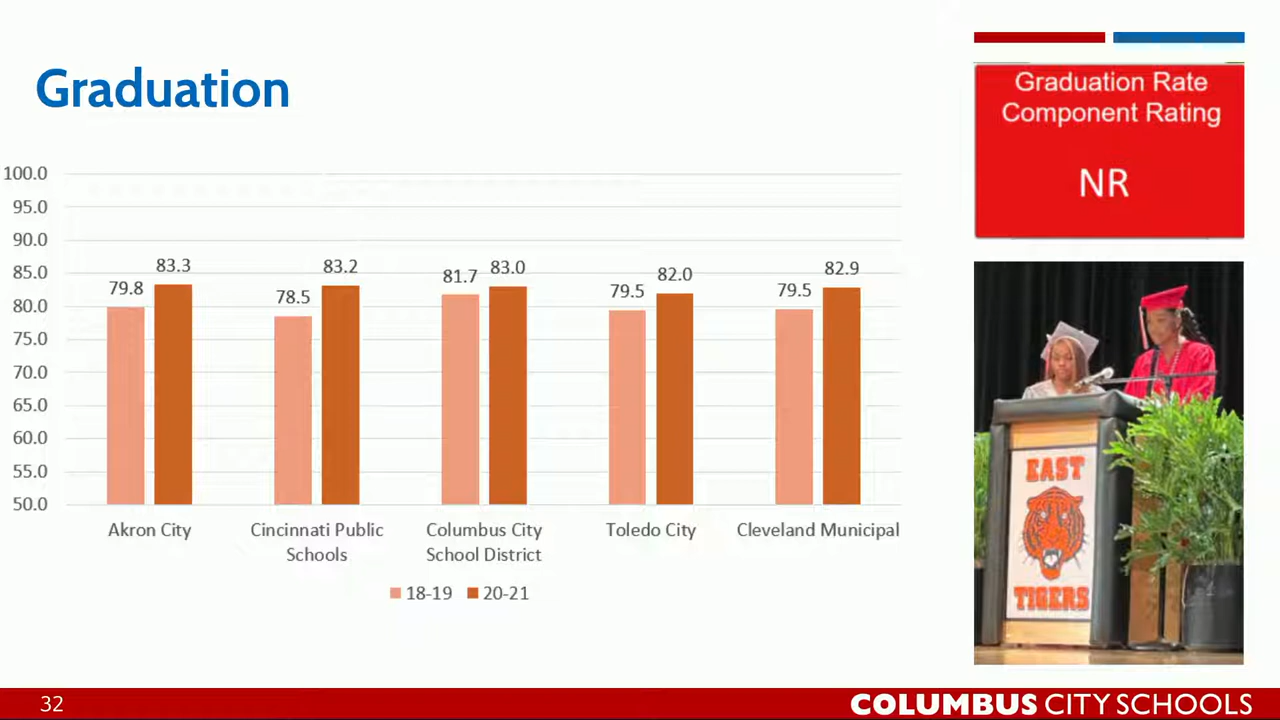 Graduation
Graduation Rate
Component Rating
NR
100.0
95.0
90.0
85.0
80.0
75.0
70.0
65.0
60.0
55.0
50.0
79.8
83.3
78.5
83.2
81.7
83.0
79.5
82.0
79.5
82.9
Akron City
Cincinnati Public
Schools
Columbus City
School District
Toledo City
Cleveland Municipal
18-19
20-21
EAST
TIGERS
32
COLUMBUS CITY SCHOOLS